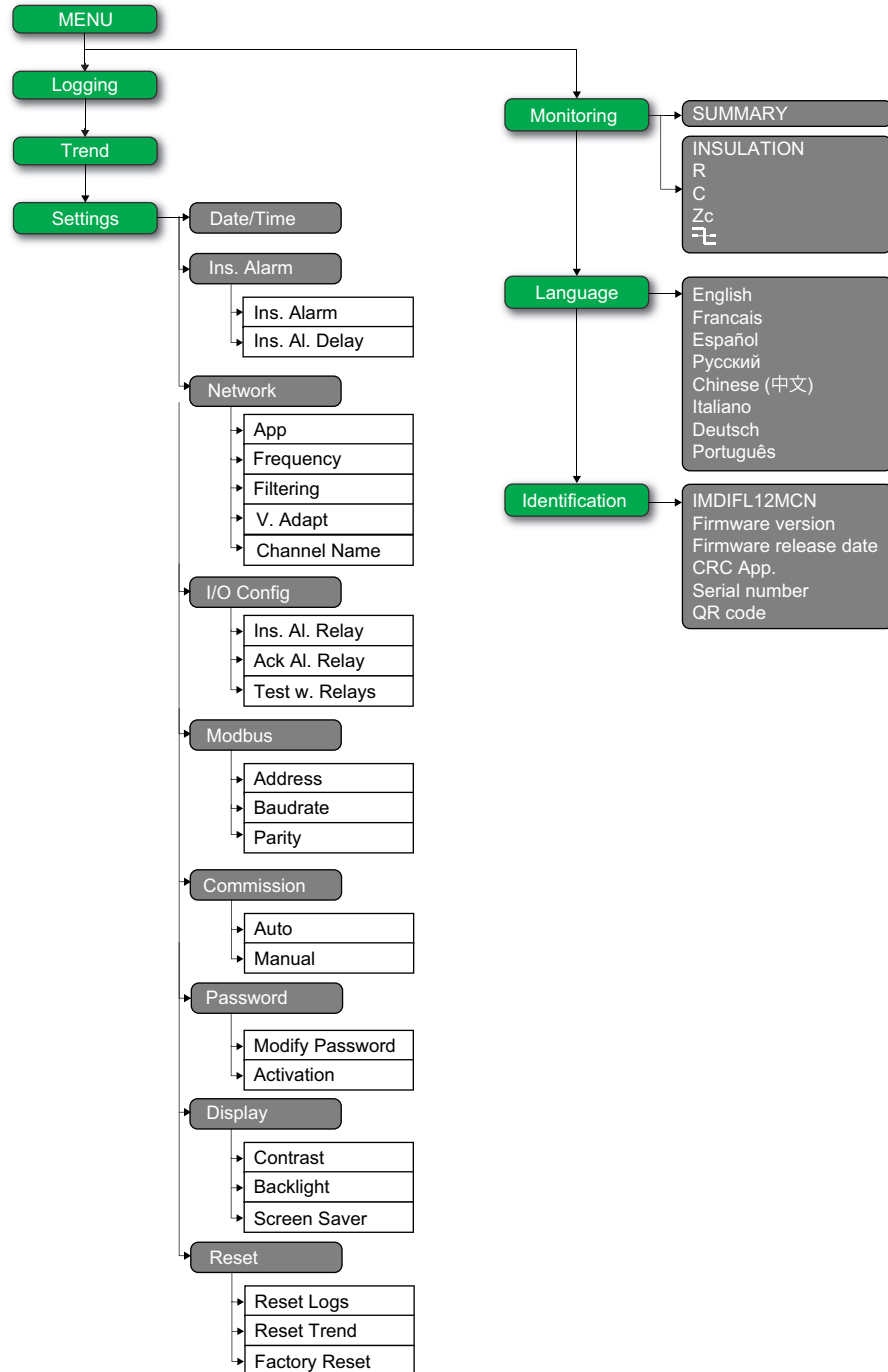 MENU
Logging
Trend
Settings
Date/Time
Ins. Alarm
Ins. Alarm
Ins. Al. Delay
Network
App
Frequency
Filtering
V. Adapt
Channel Name
I/O Config
Ins. Al. Relay
Ack Al. Relay
Test w. Relays
Modbus
Address
Baudrate
Parity
Commission
Auto
Manual
Password
Modify Password
Activation
Display
Contrast
Backlight
Screen Saver
Reset
Reset Logs
Reset Trend
Factory Reset
Monitoring
SUMMARY
INSULATION
R
C
Zc
Language
English
Francais
Español
Русский
Chinese (中文)
Italiano
Deutsch
Português
Identification
IMDIFL12MCN
Firmware version
Firmware release date
CRC App.
Serial number
QR code